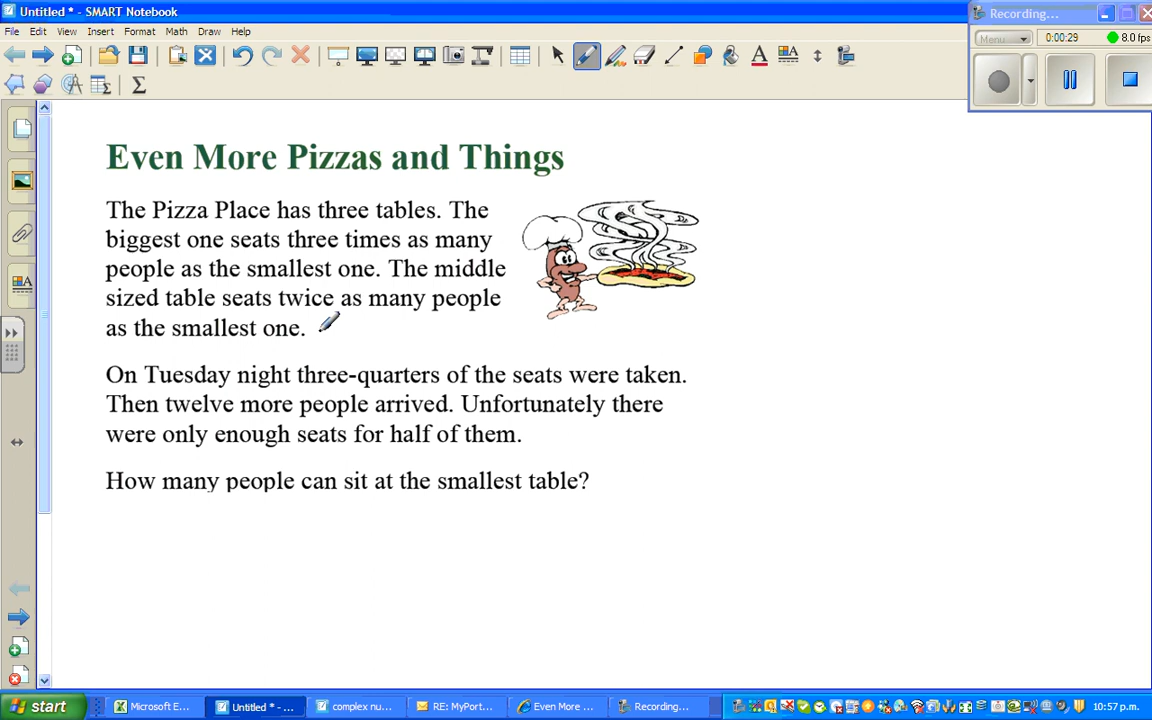 Untitled * - SMART Notebook
Recording...
File Edit View Insert Format Math Draw Help
Menu 0:00:29 8.0 fps
Even More Pizzas and Things
The Pizza Place has three tables. The
biggest one seats three times as many
people as the smallest one. The middle
sized table seats twice as many people
as the smallest one.
On Tuesday night three-quarters of the seats were taken.
Then twelve more people arrived. Unfortunately there
were only enough seats for half of them.
How many people can sit at the smallest table?
start Microsoft E... Untitled * - ... complex nu... RE: MyPort... Even More ... Recording... 10:57 p.m.